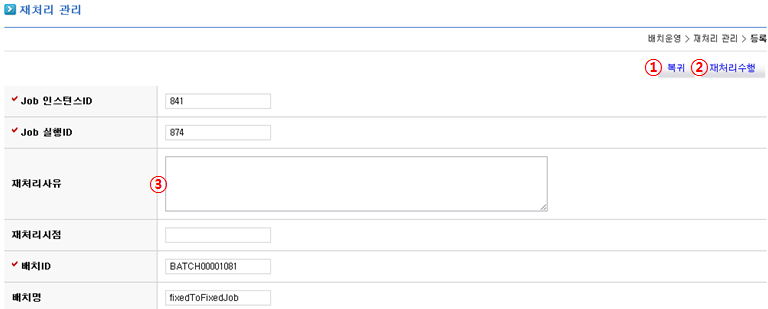 재처리 관리
배치운영 > 재처리 관리 > 등록
① 복귀 ② 재처리수행
Job 인스턴스ID 841
Job 실행ID 874
재처리사유 ③
재처리시점
배치ID BATCH00001081
배치명 fixedToFixedJob